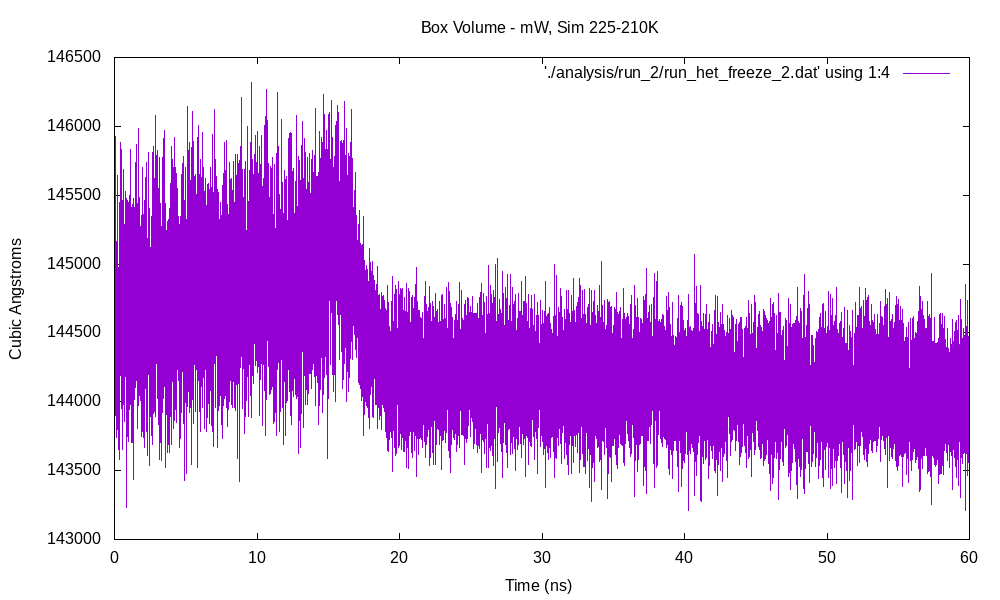 Box Volume - mW, Sim 225-210K
'./analysis/run_2/run_het_freeze_2.dat' using 1:4
146500
146000
145500
145000
144500
144000
143500
143000
Cubic Angstroms
0 10 20 30 40 50 60
Time (ns)